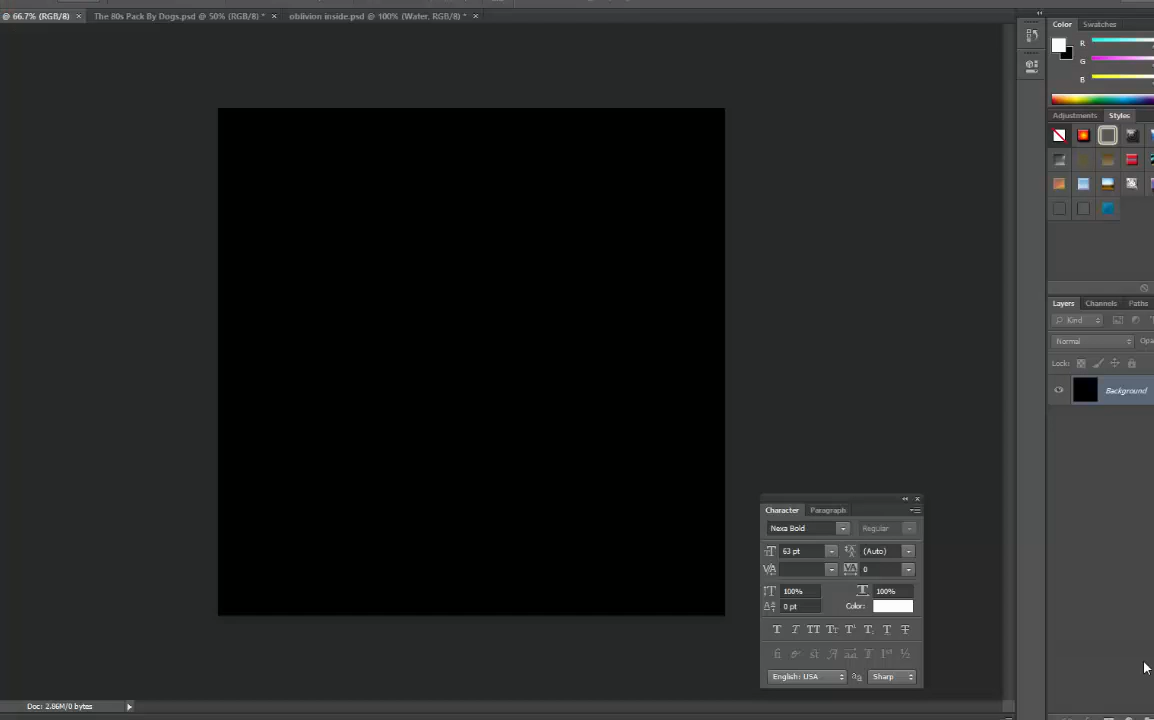 @ 66.7% (RGB/8) ×
The 80s Pack By Dogs.psd @ 50% (RGB/8) * ×
oblivion inside.psd @ 100% (Water, RGB/8) * ×
Color Swatches
R
G
B
Adjustments Styles
Layers Channels Paths
Kind
Normal
Lock:
Background
Character Paragraph
Nexa Bold
Regular
63 pt
(Auto)
0
100%
100%
0 pt
Color:
English: USA
Sharp
Doc: 2.86M/0 bytes